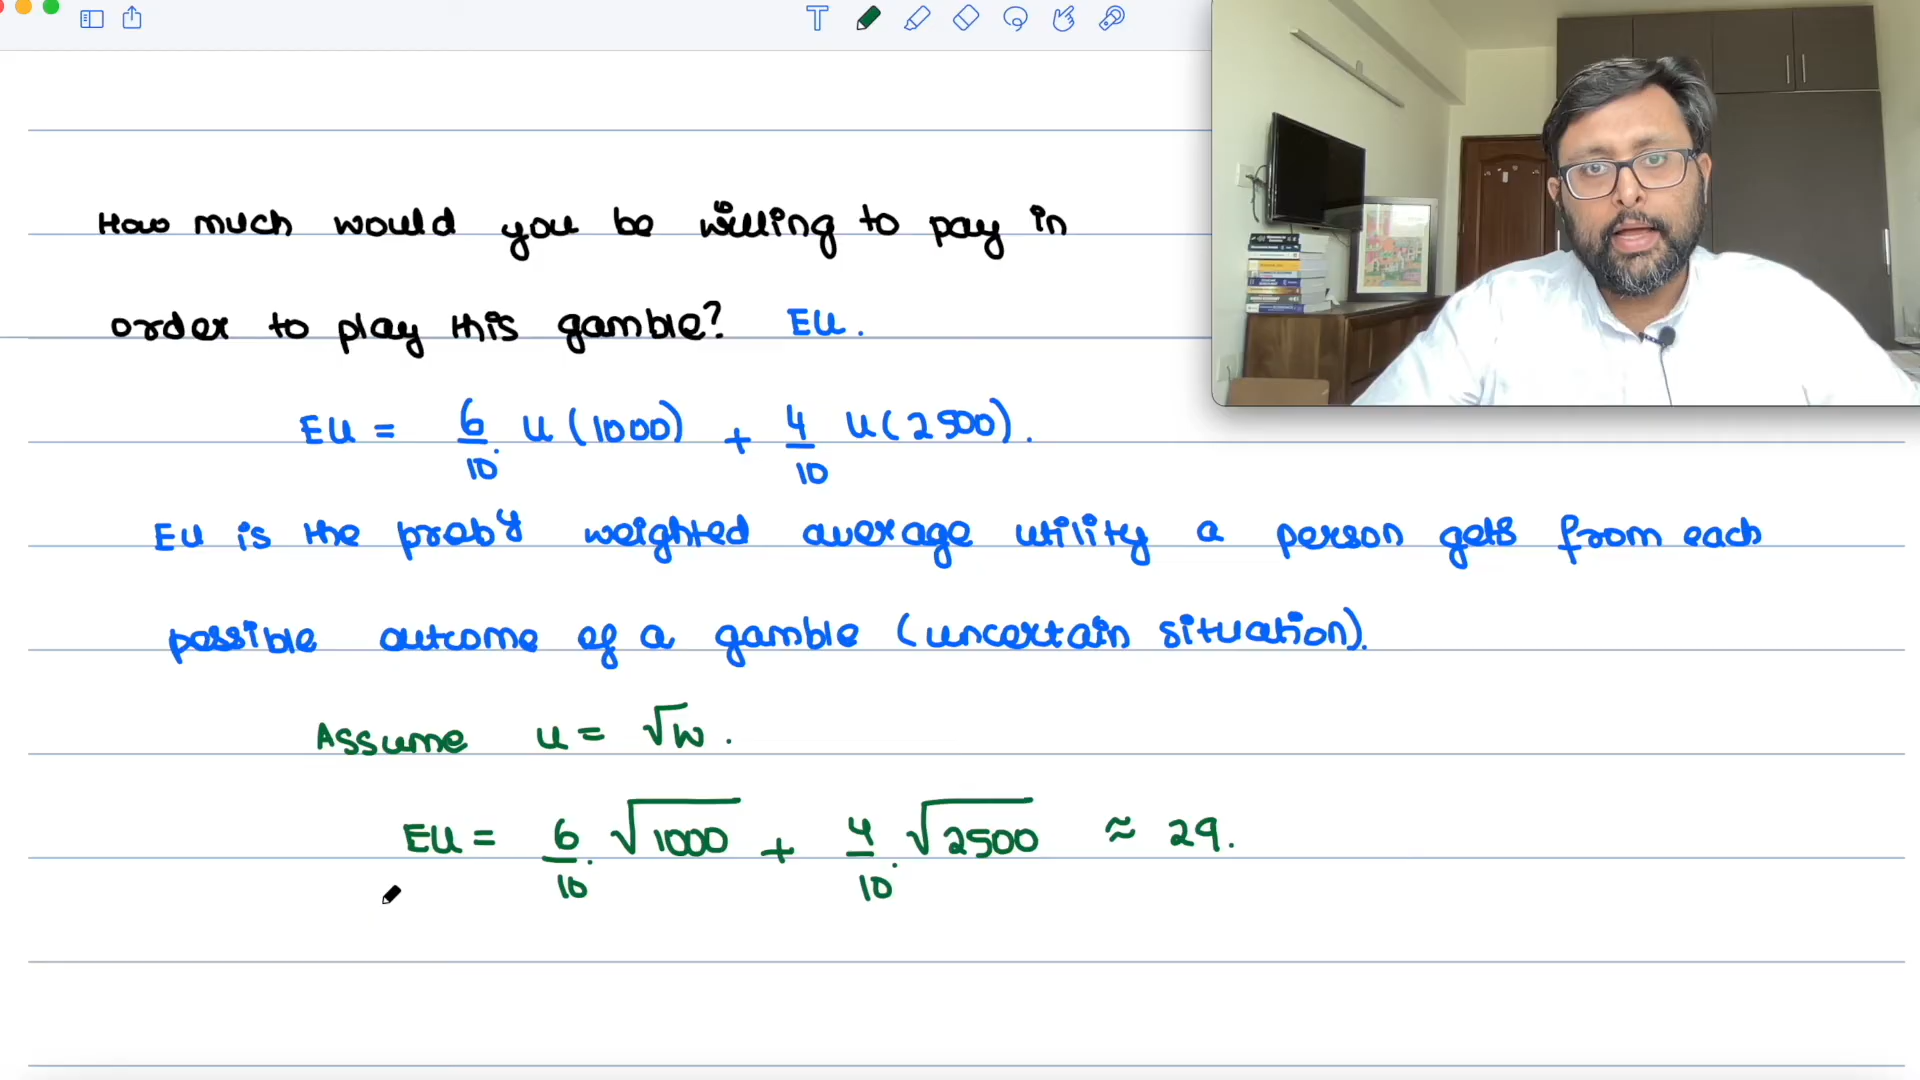 How much would you be willing to pay in
order to play this gamble? EU.
EU = 6/10. u(1000) + 4/10 u(2500).
EU is the proby weighted average utility a person gets from each
possible outcome of a gamble (uncertain situation).
Assume u = √w.
EU = 6/10. √1000 + 4/10. √2500 ≈ 29.